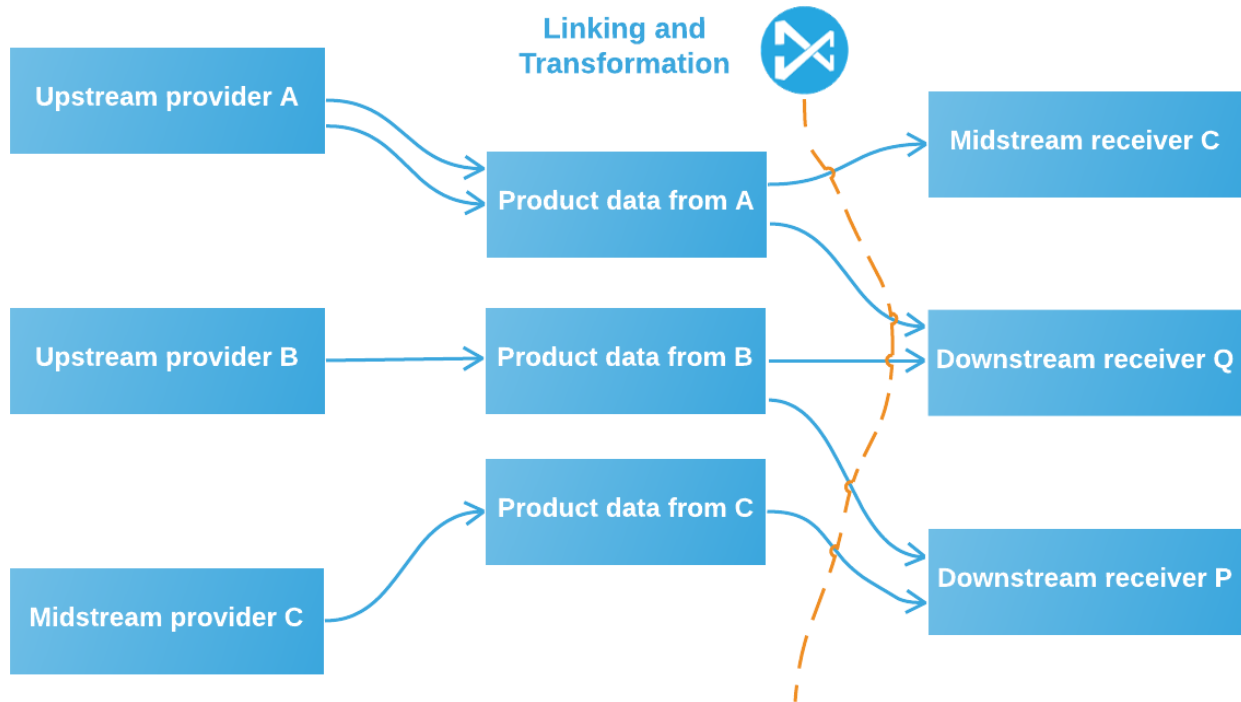 Linking and
Transformation
Upstream provider A
Midstream receiver C
Product data from A
Upstream provider B
Product data from B
Downstream receiver Q
Product data from C
Downstream receiver P
Midstream provider C